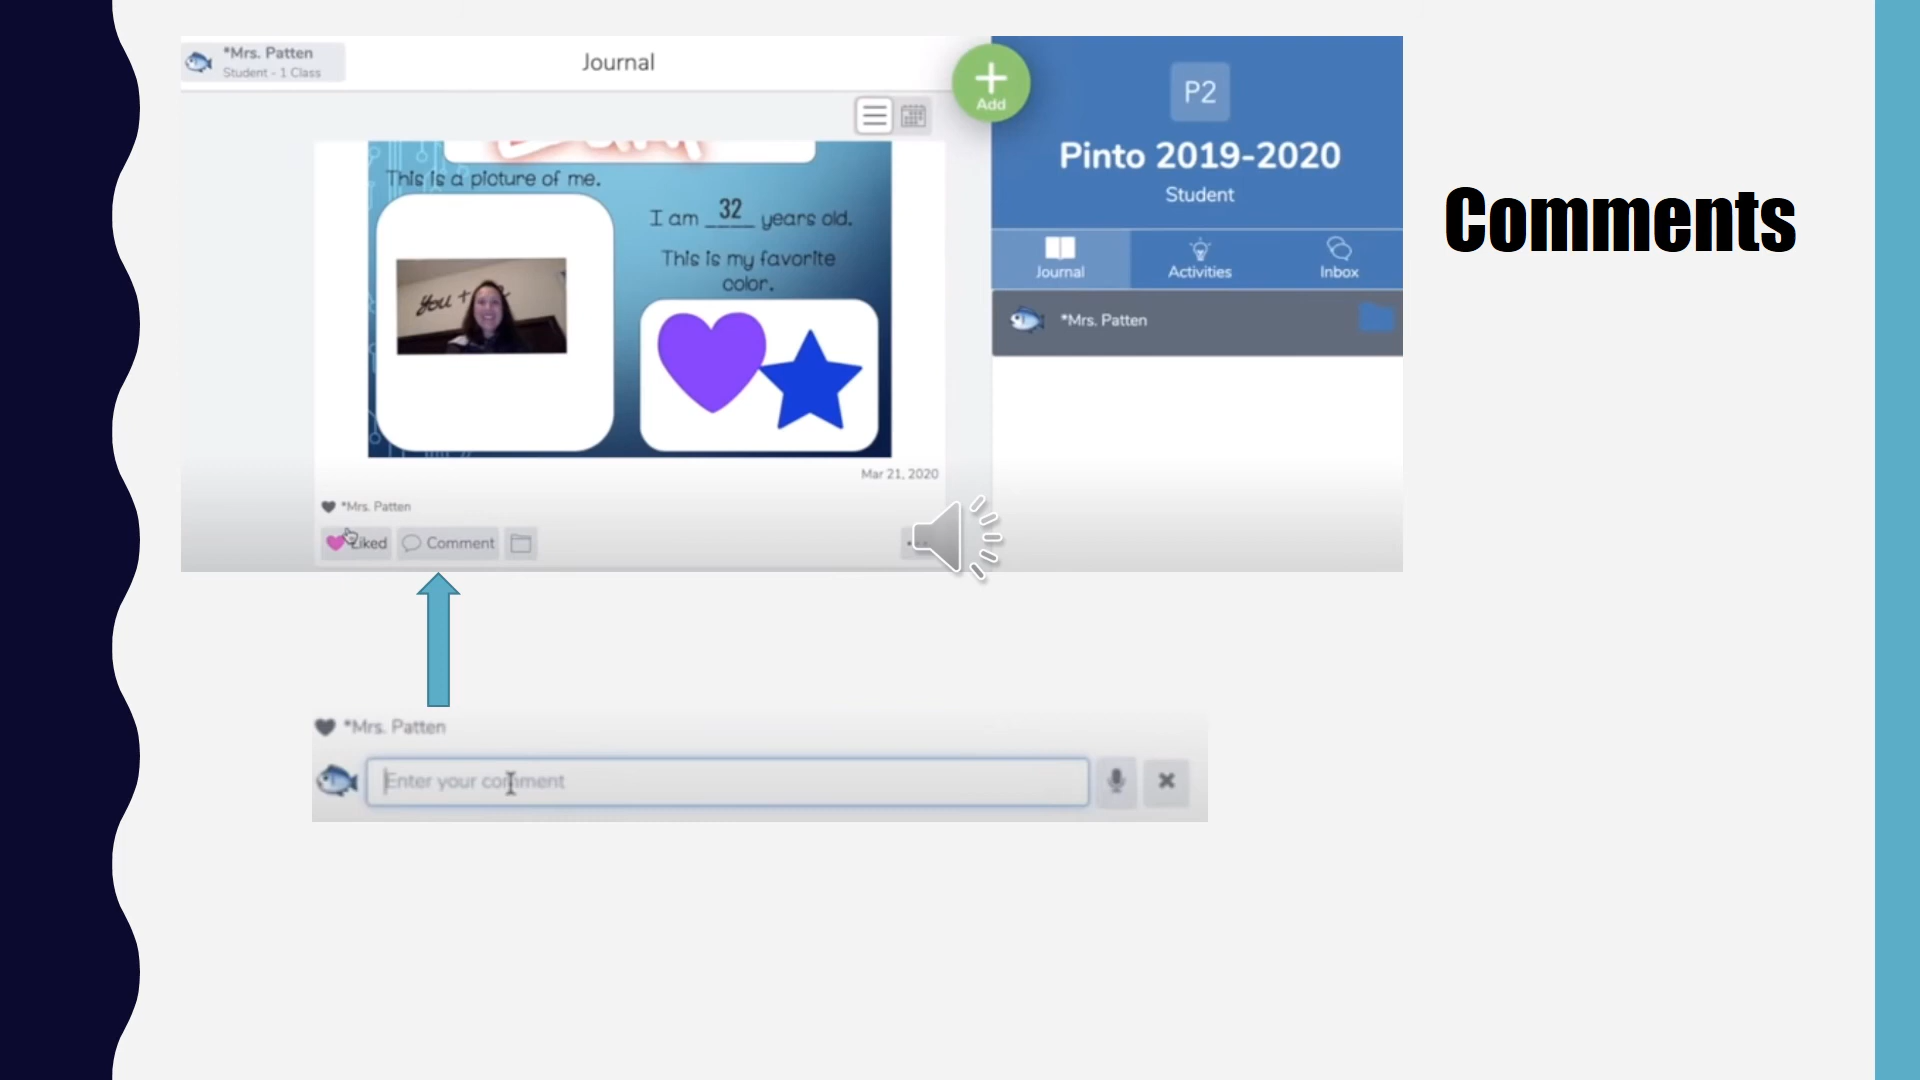 *Mrs. Patten
Student - 1 Class
Journal
Add
P2
Pinto 2019-2020
Student
Journal
Activities
Inbox
*Mrs. Patten
Comments
This is a picture of me.
I am 32 years old.
This is my favorite
color.
you +
Mar 21, 2020
*Mrs. Patten
Liked
Comment
*Mrs. Patten
Enter your comment